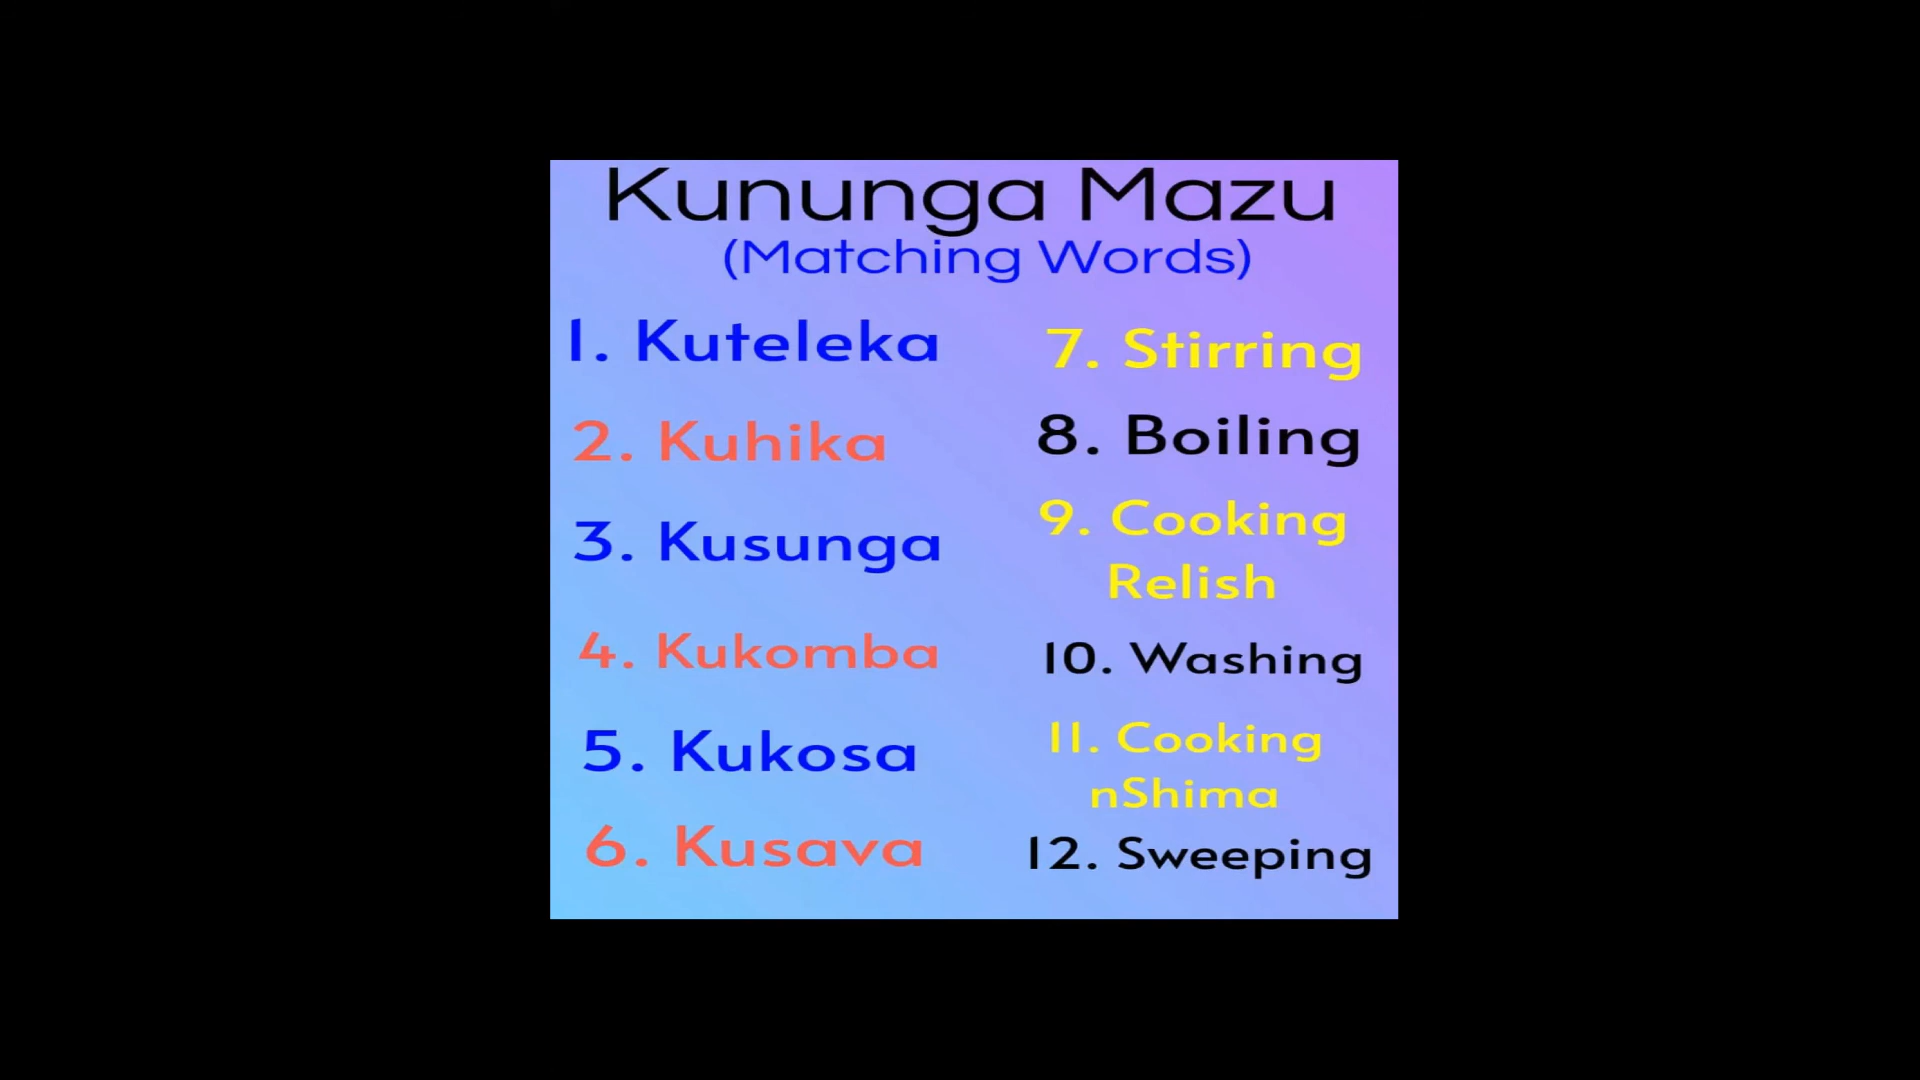 Kununga Mazu
(Matching Words)
1. Kuteleka
2. Kuhika
3. Kusunga
4. Kukomba
5. Kukosa
6. Kusava
7. Stirring
8. Boiling
9. Cooking
Relish
10. Washing
11. Cooking
nShima
12. Sweeping